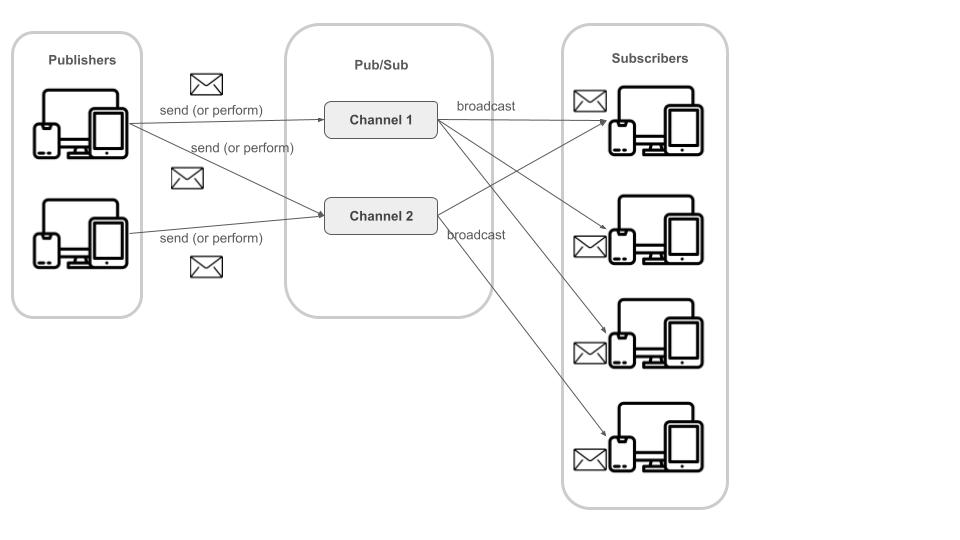 Publishers
Pub/Sub
Subscribers
send (or perform)
broadcast
Channel 1
send (or perform)
Channel 2
send (or perform)
broadcast